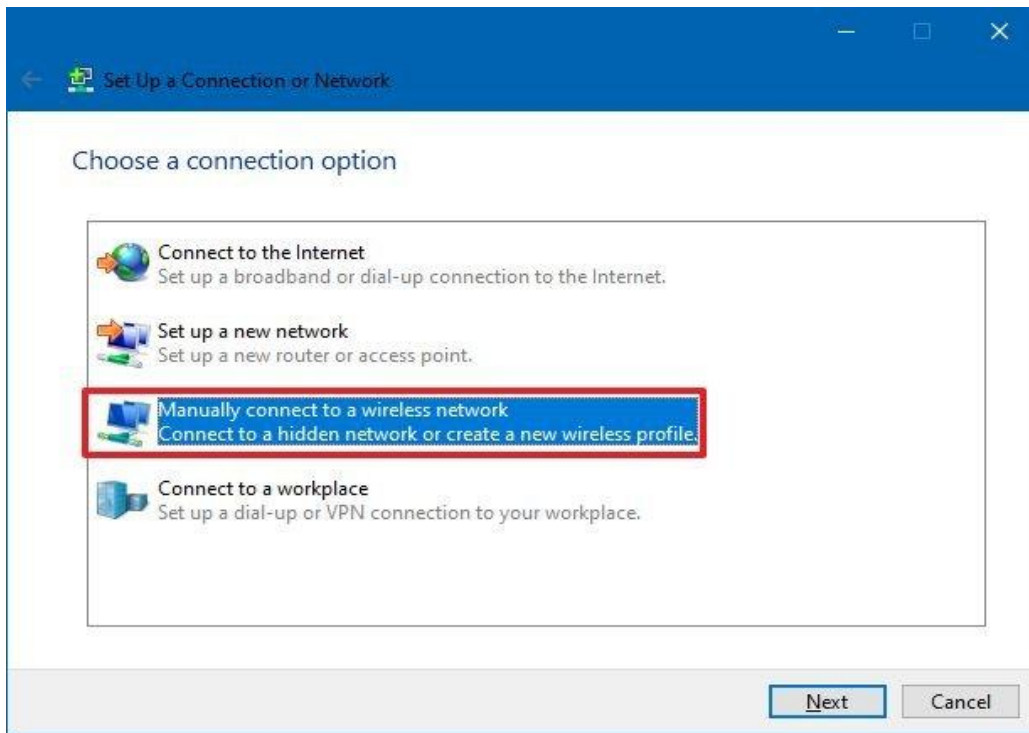 Set Up a Connection or Network
Choose a connection option
Connect to the Internet
Set up a broadband or dial-up connection to the Internet.
Set up a new network
Set up a new router or access point.
Manually connect to a wireless network
Connect to a hidden network or create a new wireless profile.
Connect to a workplace
Set up a dial-up or VPN connection to your workplace.
Next Cancel